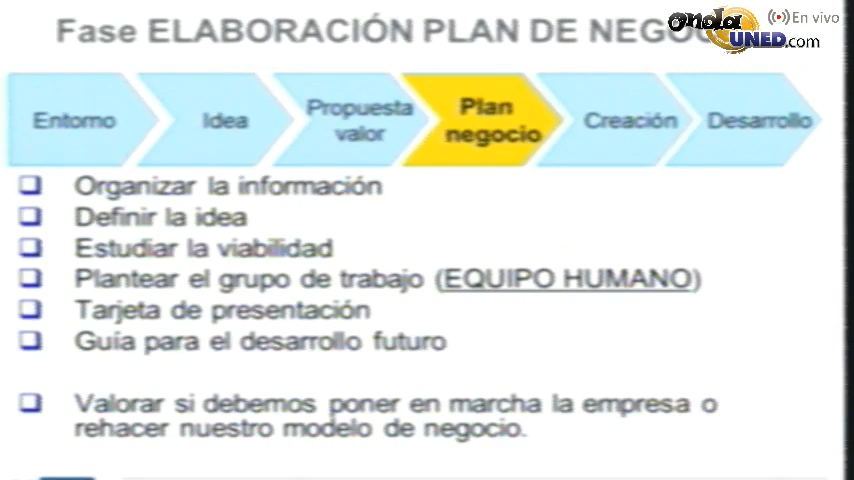 Fase ELABORACIÓN PLAN DE NEGO
onola
UNED.com
En vivo
Entorno
Idea
Propuesta
valor
Plan
negocio
Creación
Desarrollo
Organizar la información
Definir la idea
Estudiar la viabilidad
Plantear el grupo de trabajo (EQUIPO HUMANO)
Tarjeta de presentación
Guía para el desarrollo futuro
Valorar si debemos poner en marcha la empresa o
rehacer nuestro modelo de negocio.